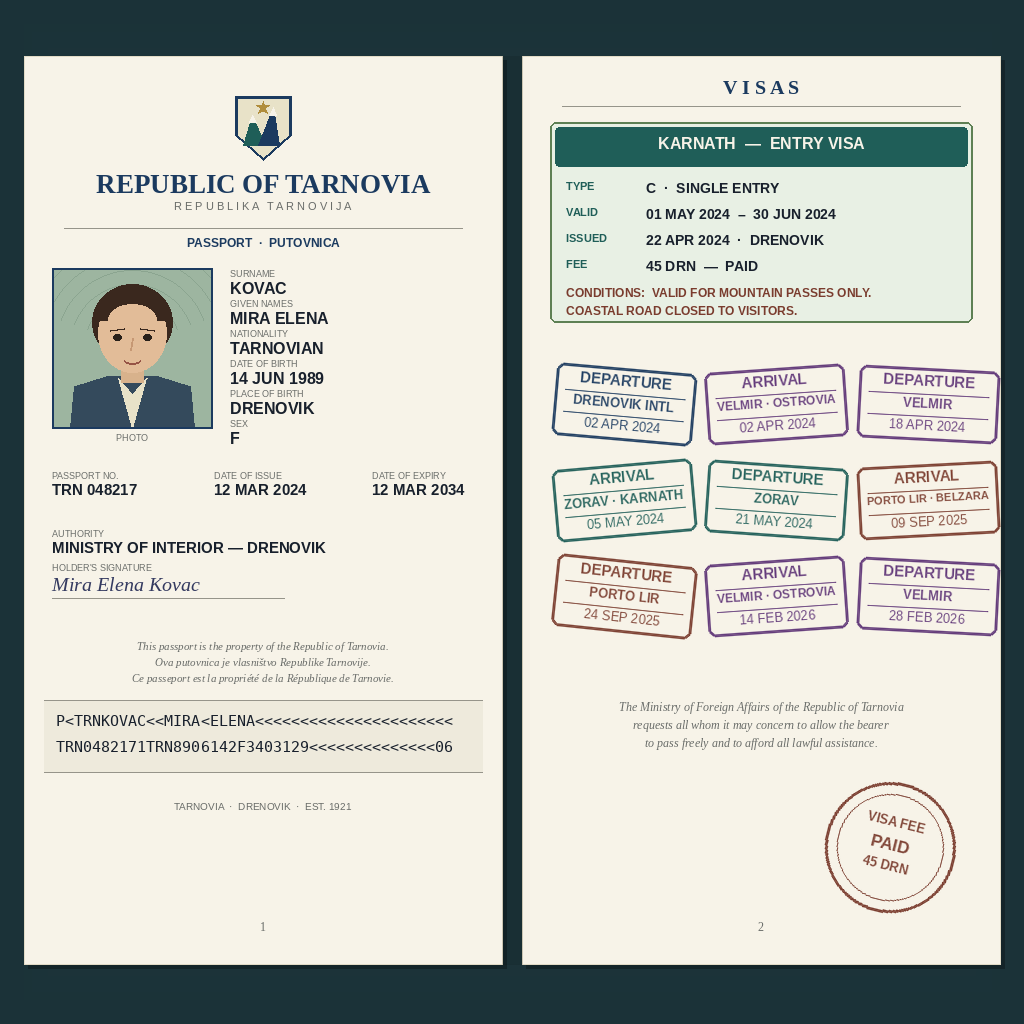 REPUBLIC OF TARNOVIA
REPUBLIKA TARNOVIJA
PASSPORT · PUTOVNICA
SURNAME
KOVAC
GIVEN NAMES
MIRA ELENA
NATIONALITY
TARNOVIAN
DATE OF BIRTH
14 JUN 1989
PLACE OF BIRTH
DRENOVIK
SEX
F
PHOTO
PASSPORT NO. DATE OF ISSUE DATE OF EXPIRY
TRN 048217 12 MAR 2024 12 MAR 2034
AUTHORITY
MINISTRY OF INTERIOR — DRENOVIK
HOLDER'S SIGNATURE
Mira Elena Kovac
This passport is the property of the Republic of Tarnovia.
Ova putovnica je vlasništvo Republike Tarnovije.
Ce passeport est la propriété de la République de Tarnovie.
P<TRNKOVAC<<MIRA<ELENA<<<<<<<<<<<<<<<<<<<<<<
TRN0482171TRN8906142F3403129<<<<<<<<<<<<<<06
TARNOVIA · DRENOVIK · EST. 1921
1
VISAS
KARNATH — ENTRY VISA
TYPE C · SINGLE ENTRY
VALID 01 MAY 2024 – 30 JUN 2024
ISSUED 22 APR 2024 · DRENOVIK
FEE 45 DRN — PAID
CONDITIONS: VALID FOR MOUNTAIN PASSES ONLY.
COASTAL ROAD CLOSED TO VISITORS.
DEPARTURE
DRENOVIK INTL
02 APR 2024
ARRIVAL
VELMIR · OSTROVIA
02 APR 2024
DEPARTURE
VELMIR
18 APR 2024
ARRIVAL
ZORAV · KARNATH
05 MAY 2024
DEPARTURE
ZORAV
21 MAY 2024
ARRIVAL
PORTO LIR · BELZARA
09 SEP 2025
DEPARTURE
PORTO LIR
24 SEP 2025
ARRIVAL
VELMIR · OSTROVIA
14 FEB 2026
DEPARTURE
VELMIR
28 FEB 2026
The Ministry of Foreign Affairs of the Republic of Tarnovia
requests all whom it may concern to allow the bearer
to pass freely and to afford all lawful assistance.
VISA FEE
PAID
45 DRN
2